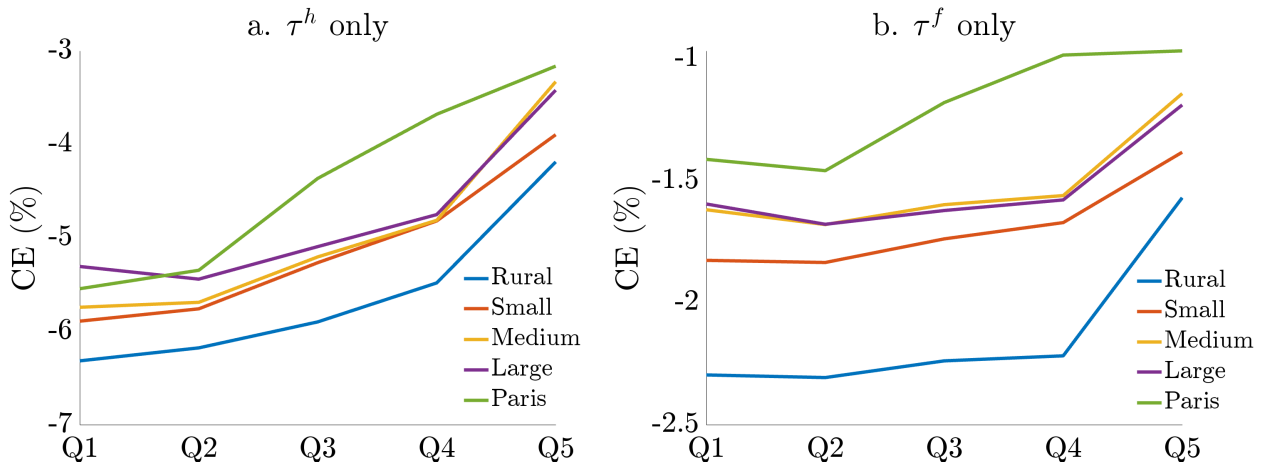 a. τ^h only
CE (%)
-3
-4
-5
-6
-7
Q1 Q2 Q3 Q4 Q5
Rural
Small
Medium
Large
Paris
b. τ^f only
CE (%)
-1
-1.5
-2
-2.5
Q1 Q2 Q3 Q4 Q5
Rural
Small
Medium
Large
Paris